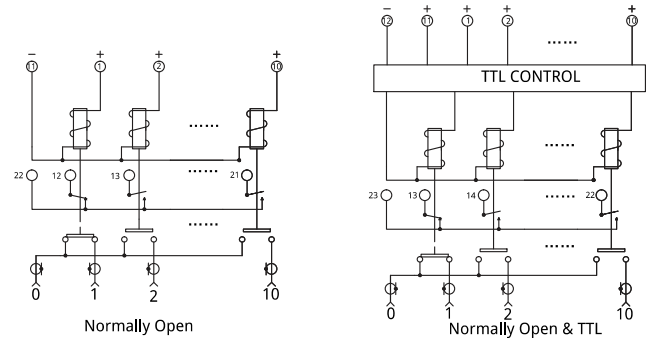 − + + +
11 1 2 10
22 12 13 21
0 1 2 10
Normally Open
− + + + +
12 11 1 2 10
TTL CONTROL
23 13 14 22
0 1 2 10
Normally Open & TTL